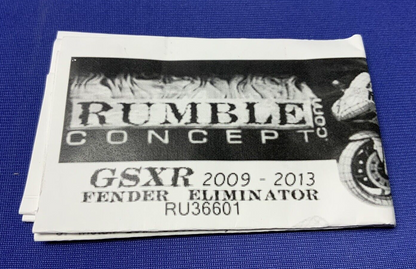 RUMBLE
CONCEPT.com
GSXR 2009 - 2013
FENDER ELIMINATOR
RU36601